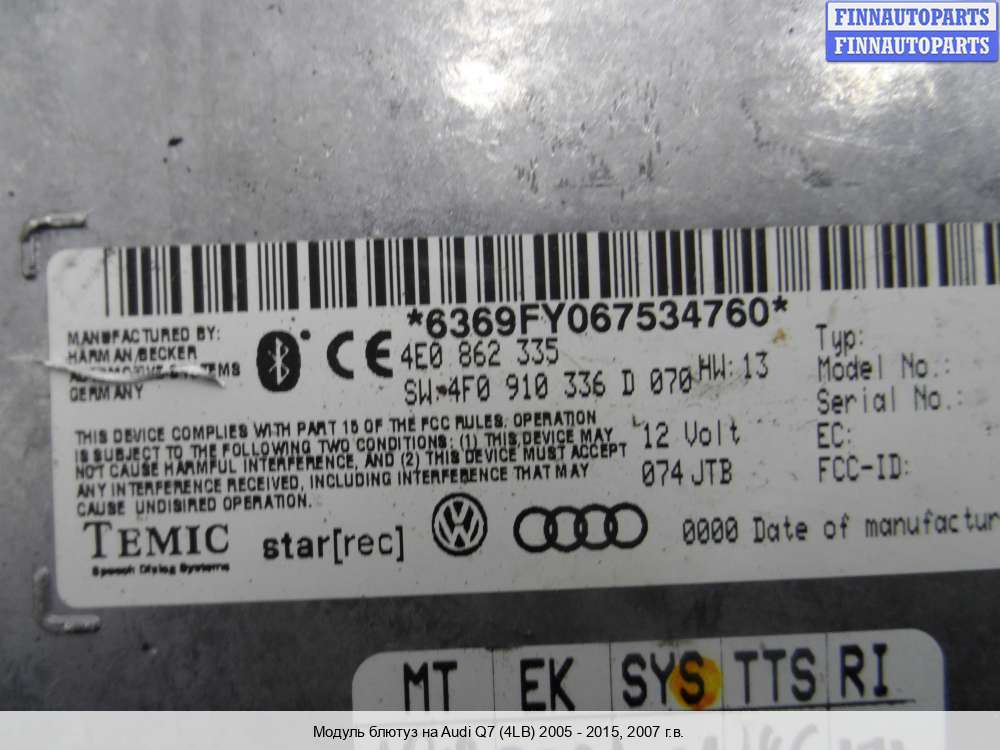 FINNAUTOPARTS
FINNAUTOPARTS
*6369FY067534760*
MANUFACTURED BY:
HARMAN/BECKER
AUTOMOTIVE SYSTEMS
GERMANY
CE
4E0 862 335
SW:4F0 910 336 D 070
HW: 13
Typ:
Model No.:
Serial No.:
EC:
FCC-ID:
12 Volt
074 JTB
THIS DEVICE COMPLIES WITH PART 15 OF THE FCC RULES. OPERATION
IS SUBJECT TO THE FOLLOWING TWO CONDITIONS: (1) THIS DEVICE MAY
NOT CAUSE HARMFUL INTERFERENCE, AND (2) THIS DEVICE MUST ACCEPT
ANY INTERFERENCE RECEIVED, INCLUDING INTERFERENCE THAT MAY
CAUSE UNDISIRED OPERATION.
TEMIC
Speech Dialog Systems
star[rec]
0000 Date of manufactur
MT EK SYS TTS RI
Модуль блютуз на Audi Q7 (4LB) 2005 - 2015, 2007 г.в.